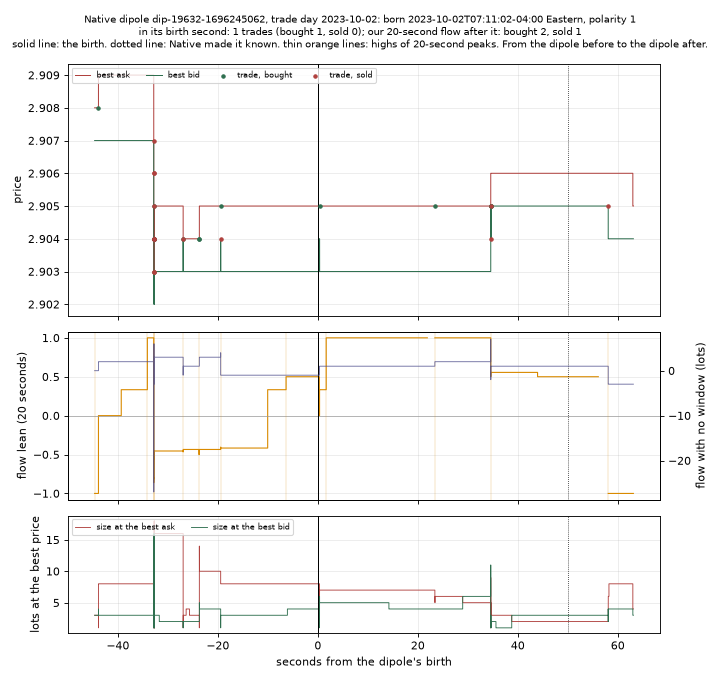 Native dipole dip-19632-1696245062, trade day 2023-10-02: born 2023-10-02T07:11:02-04:00 Eastern, polarity 1
in its birth second: 1 trades (bought 1, sold 0); our 20-second flow after it: bought 2, sold 1
solid line: the birth. dotted line: Native made it known. thin orange lines: highs of 20-second peaks. From the dipole before to the dipole after.
best ask best bid trade, bought trade, sold
2.909
2.908
2.907
2.906
2.905
2.904
2.903
2.902
price
1.0
0.5
0.0
−0.5
−1.0
flow lean (20 seconds)
0
−10
−20
flow with no window (lots)
size at the best ask size at the best bid
15
10
5
lots at the best price
−40 −20 0 20 40 60
seconds from the dipole's birth